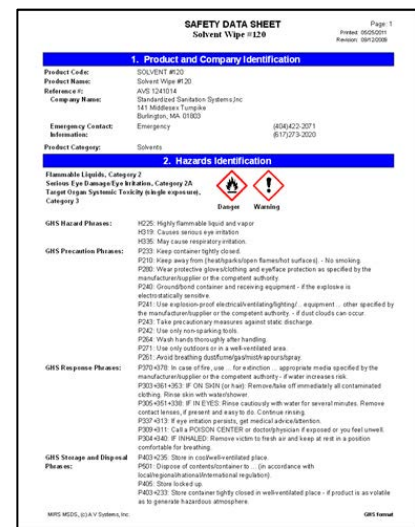 SAFETY DATA SHEET
Solvent Wipe #120
Page: 1
Printed: 05/25/2011
Revision: 09/12/2009
1. Product and Company Identification
Product Code: SOLVENT #120
Product Name: Solvent Wipe #120
Reference #: AVS 1241014
Company Name: Standardized Sanitation Systems,Inc
141 Middlesex Turnpike
Burlington, MA 01803
Emergency Contact: Emergency (404)422-2071
Information: (617)273-2020
Product Category: Solvents
2. Hazards Identification
Flammable Liquids, Category 2
Serious Eye Damage/Eye Irritation, Category 2A
Target Organ Systemic Toxicity (single exposure),
Category 3
Danger Warning
GHS Hazard Phrases: H225: Highly flammable liquid and vapor
H319: Causes serious eye irritation
H335: May cause respiratory irritation.
GHS Precaution Phrases: P233: Keep container tightly closed.
P210: Keep away from {heat/sparks/open flames/hot surfaces}. - No smoking.
P280: Wear protective gloves/clothing and eye/face protection as specified by the
manufacturer/supplier or the competent authority.
P240: Ground/bond container and receiving equipment - if the explosive is
electrostatically sensitive.
P241: Use explosion-proof electrical/ventilating/lighting/... equipment ... other specified by
the manufacturer/supplier or the competent authority. - if dust clouds can occur.
P243: Take precautionary measures against static discharge.
P242: Use only non-sparking tools.
P264: Wash hands thoroughly after handling.
P271: Use only outdoors or in a well-ventilated area.
P261: Avoid breathing dust/fume/gas/mist/vapours/spray.
GHS Response Phrases: P370+378: In case of fire, use ... for extinction ... appropriate media specified by the
manufacturer/supplier or the competent authority - if water increases risk.
P303+361+353: IF ON SKIN (or hair): Remove/take off immediately all contaminated
clothing. Rinse skin with water/shower.
P305+351+338: IF IN EYES: Rinse cautiously with water for several minutes. Remove
contact lenses, if present and easy to do. Continue rinsing.
P337+313: If eye irritation persists, get medical advice/attention.
P309+311: Call a POISON CENTER or doctor/physician if exposed or you feel unwell.
P304+340: IF INHALED: Remove victim to fresh air and keep at rest in a position
comfortable for breathing.
GHS Storage and Disposal P403+235: Store in cool/well-ventilated place.
Phrases: P501: Dispose of contents/container to ... (in accordance with
local/regional/national/international regulation).
P405: Store locked up.
P403+233: Store container tightly closed in well-ventilated place - if product is as volatile
as to generate hazardous atmosphere.
MIRS MSDS, (c) A V Systems, Inc. GHS Format